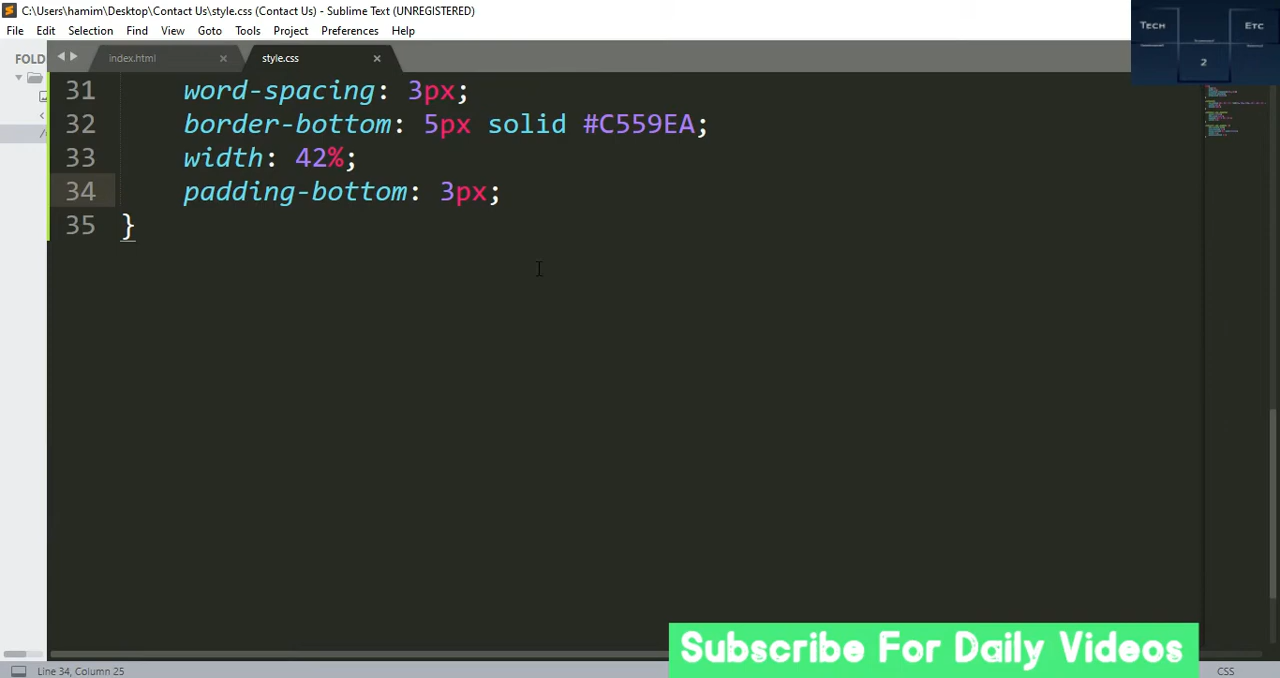 C:\Users\hamim\Desktop\Contact Us\style.css (Contact Us) - Sublime Text (UNREGISTERED)
File Edit Selection Find View Goto Tools Project Preferences Help
Tech Etc
2
FOLD
index.html style.css
31 word-spacing: 3px;
32 border-bottom: 5px solid #C559EA;
33 width: 42%;
34 padding-bottom: 3px;
35 }
Subscribe For Daily Videos
Line 34, Column 25 CSS